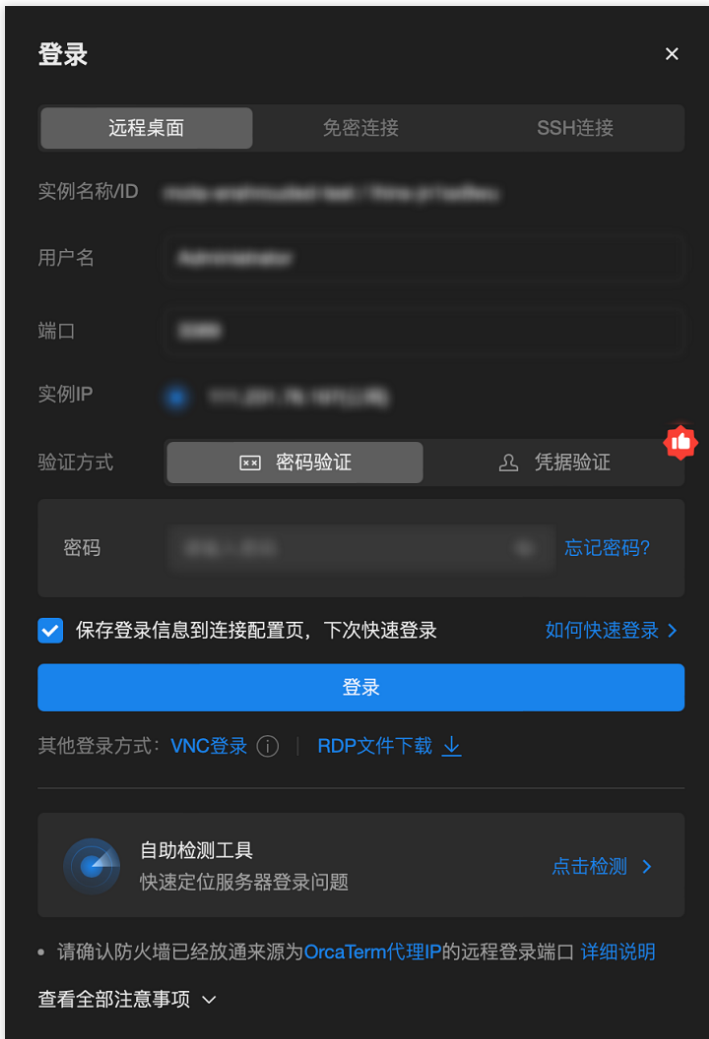 登录
远程桌面 免密连接 SSH连接
实例名称/ID
用户名 Administrator
端口
实例IP
验证方式 密码验证 凭据验证
密码 忘记密码?
保存登录信息到连接配置页，下次快速登录 如何快速登录
登录
其他登录方式： VNC登录 RDP文件下载
自助检测工具
快速定位服务器登录问题
点击检测
请确认防火墙已经放通来源为OrcaTerm代理IP的远程登录端口 详细说明
查看全部注意事项